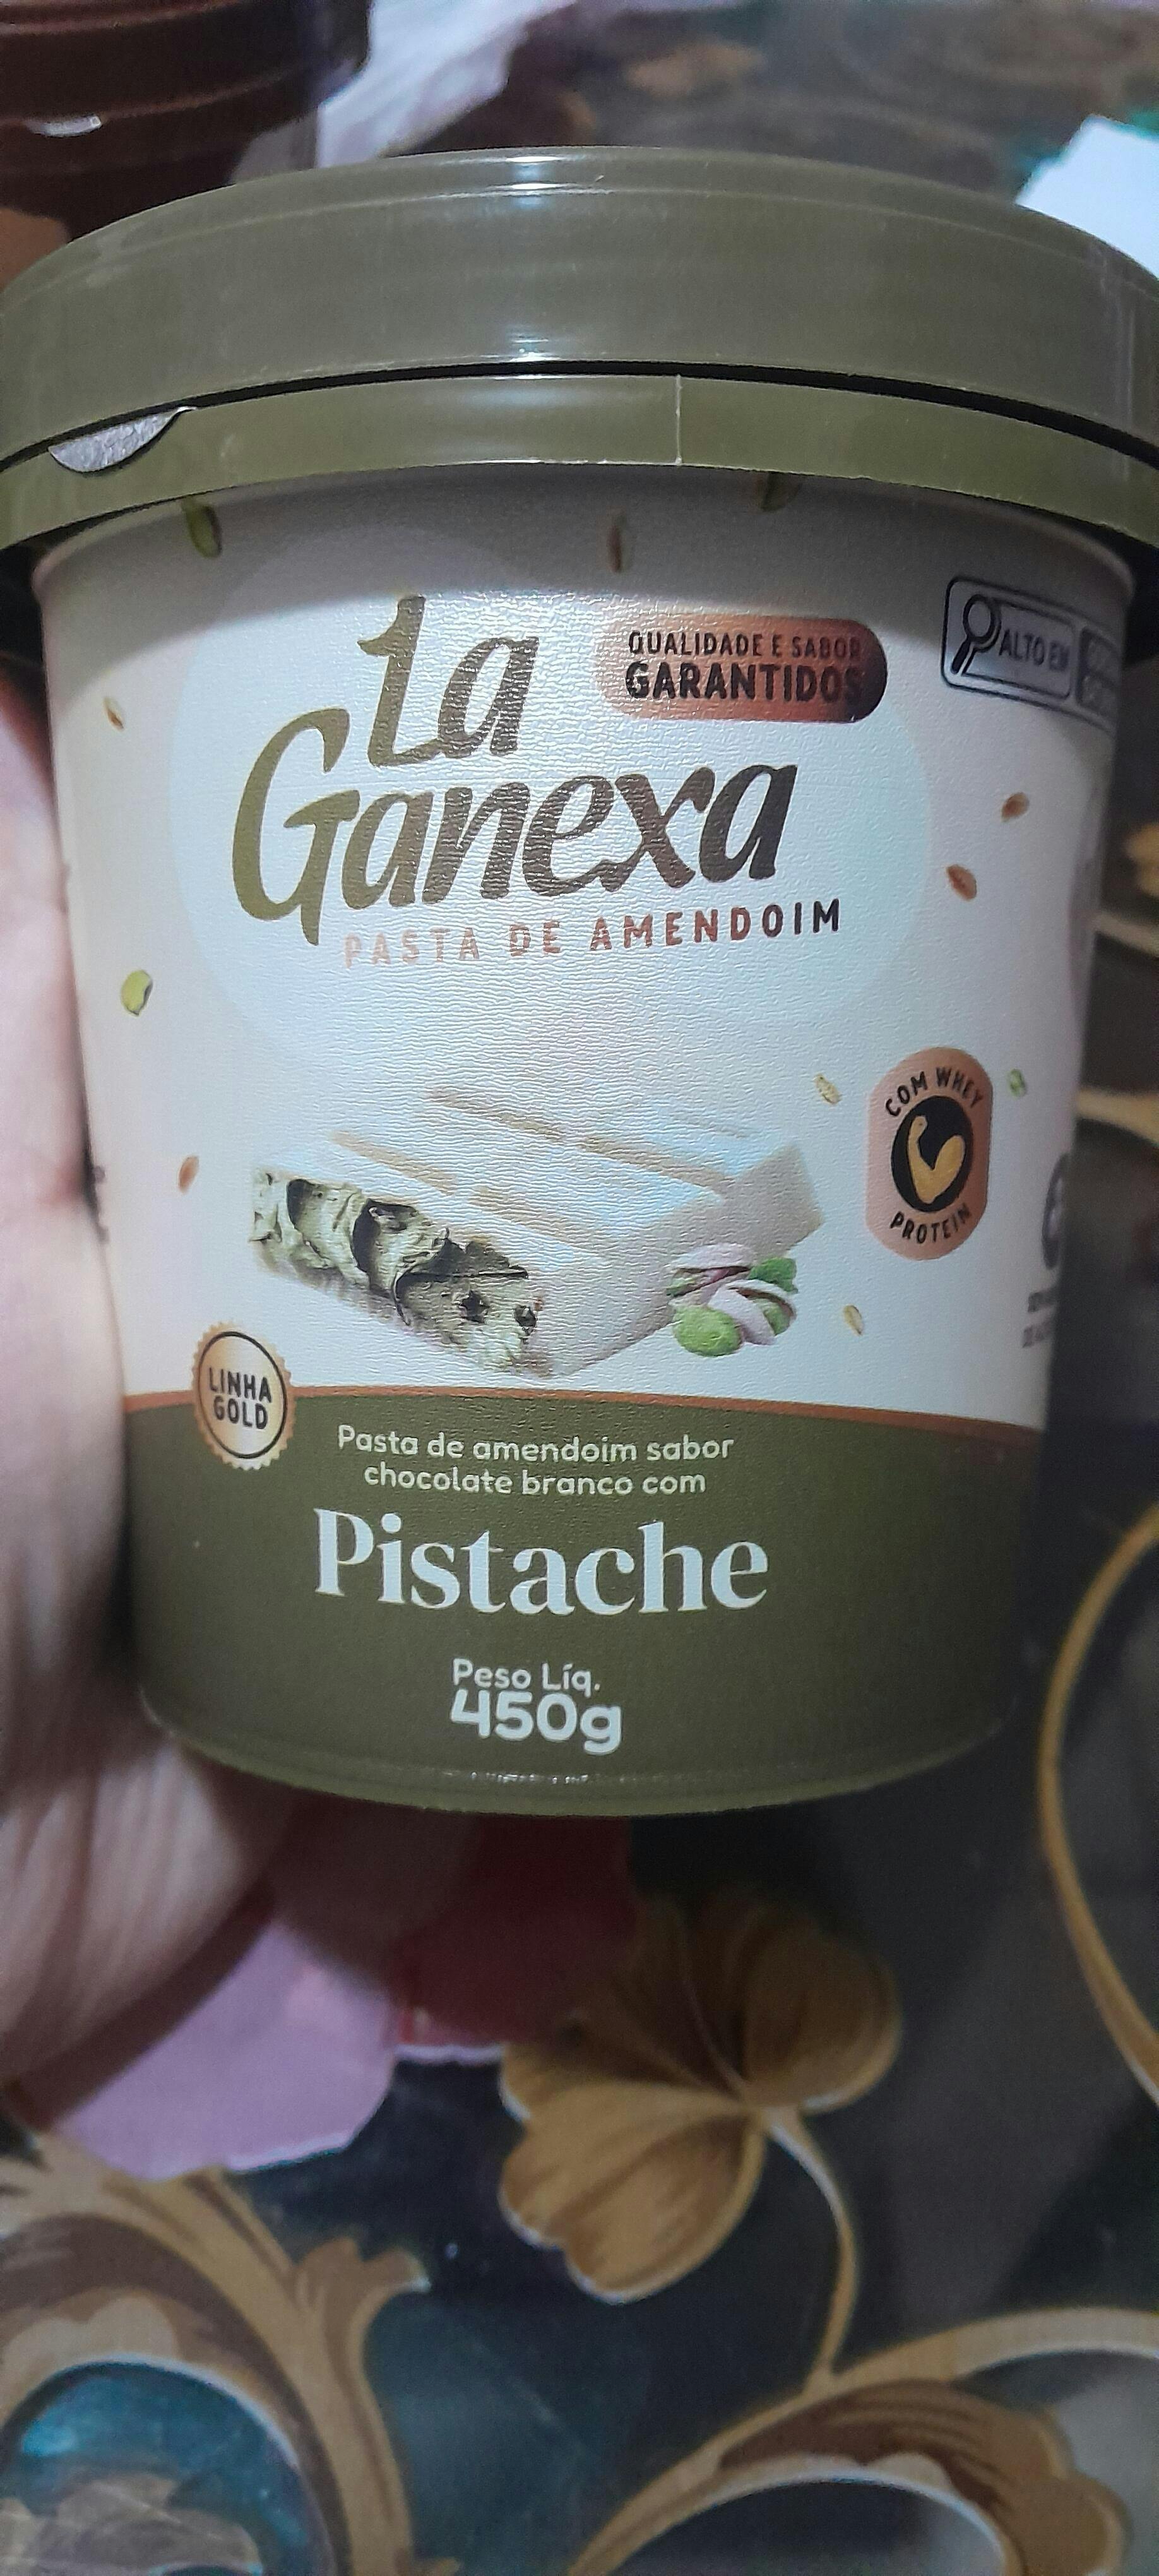 La
Ganexa
PASTA DE AMENDOIM
QUALIDADE E SABOR
GARANTIDOS
ALTO EM
COM WHEY
PROTEIN
LINHA
GOLD
Pasta de amendoim sabor
chocolate branco com
Pistache
Peso Líq.
450g